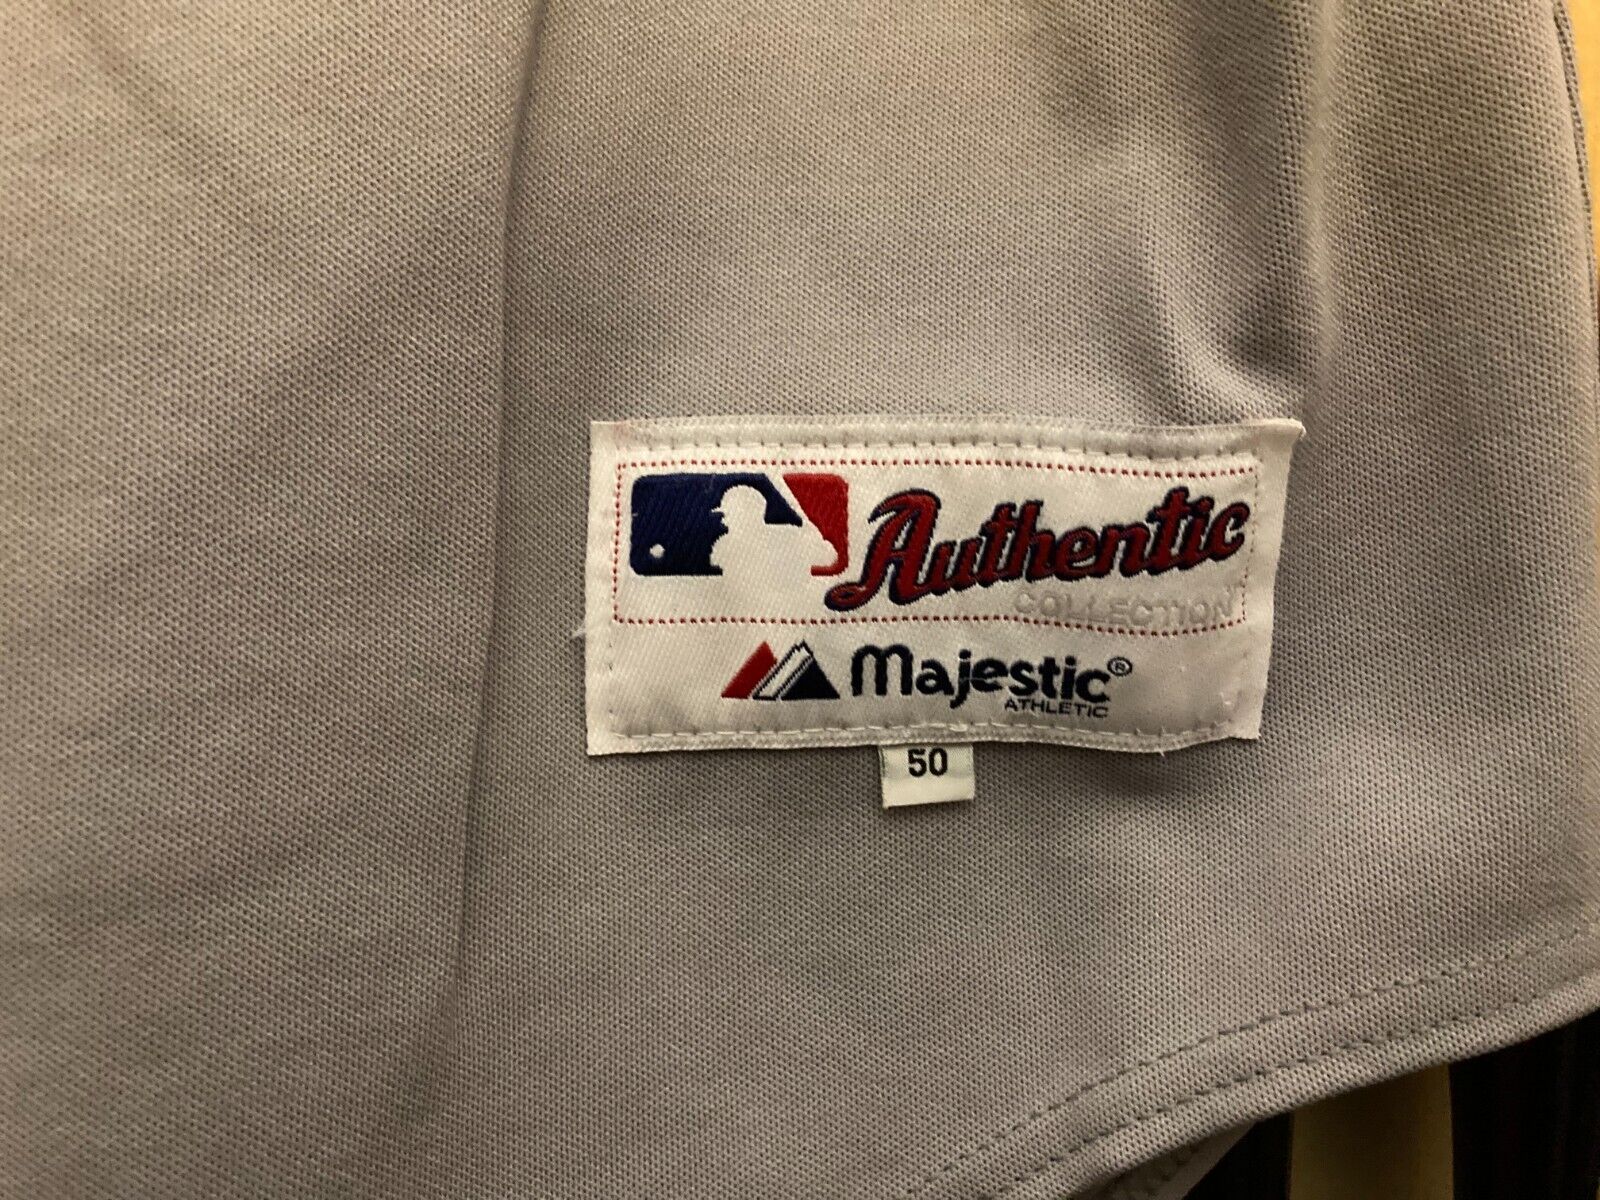 Authentic
COLLECTION
Majestic®
ATHLETIC
50